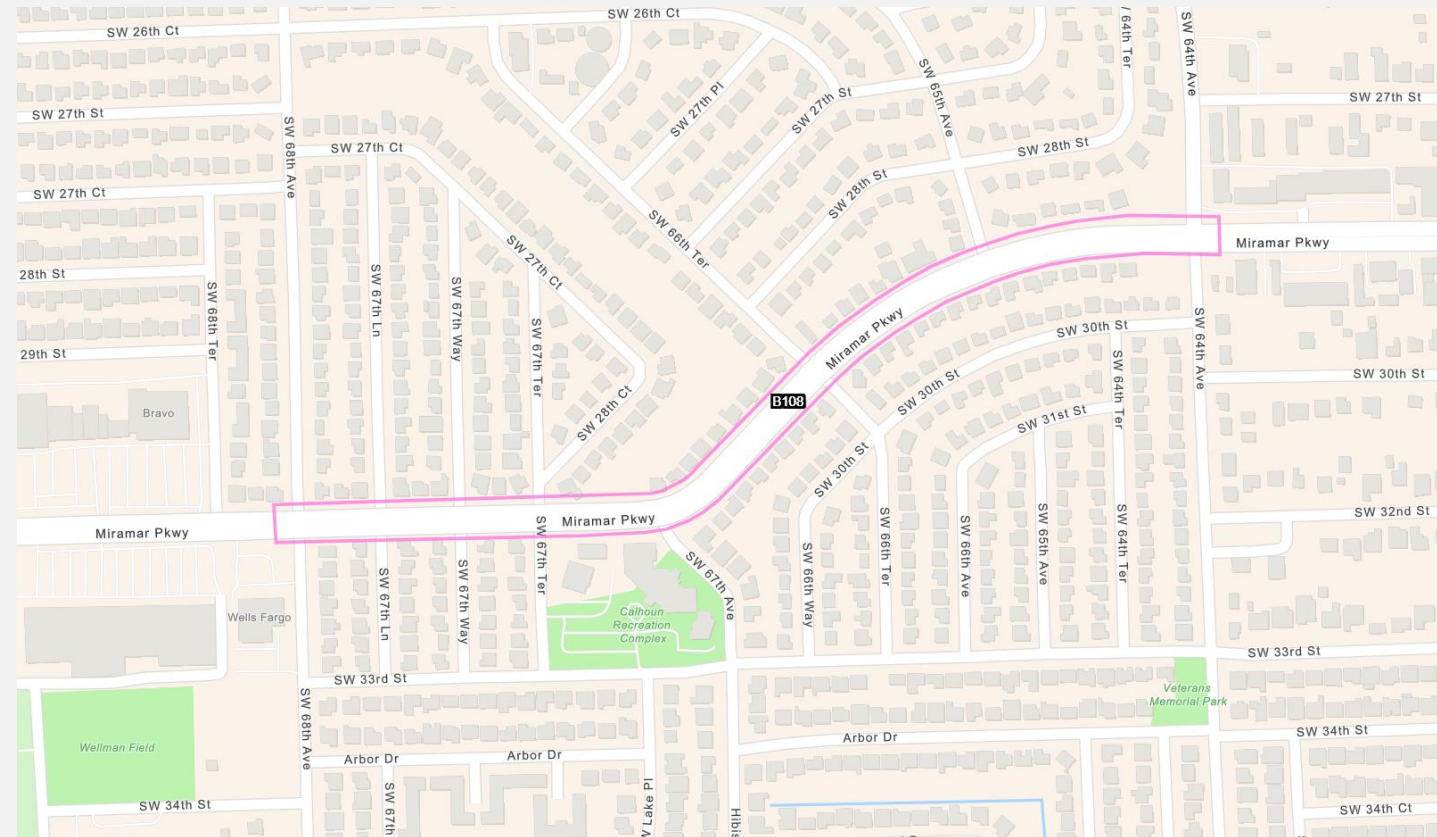 SW 26th Ct
SW 26th Ct
SW 64th Ave
64th Ter
SW 27th St
SW 27th St
SW 27th Pl
SW 27th St
SW 65th Ave
SW 68th Ave
SW 27th Ct
SW 28th St
SW 27th Ct
SW 28th St
SW 66th Ter
SW 27th Ct
Miramar Pkwy
28th St
SW 68th Ter
SW 67th Ln
SW 67th Way
SW 67th Ter
Miramar Pkwy
SW 30th St
SW 64th Ave
29th St
SW 30th St
SW 64th Ter
SW 30th St
SW 28th Ct
B108
Bravo
SW 31st St
SW 30th St
Miramar Pkwy
Miramar Pkwy
SW 32nd St
SW 67th Ter
SW 67th Ave
SW 66th Way
SW 66th Ter
SW 66th Ave
SW 65th Ave
SW 64th Ter
SW 67th Ln
SW 67th Way
Wells Fargo
Calhoun
Recreation
Complex
SW 33rd St
SW 33rd St
SW 68th Ave
Veterans
Memorial Park
Wellman Field
Arbor Dr
Arbor Dr
Arbor Dr
SW 34th St
SW 34th St
SW 67th
Lake Pl
SW 34th Ct